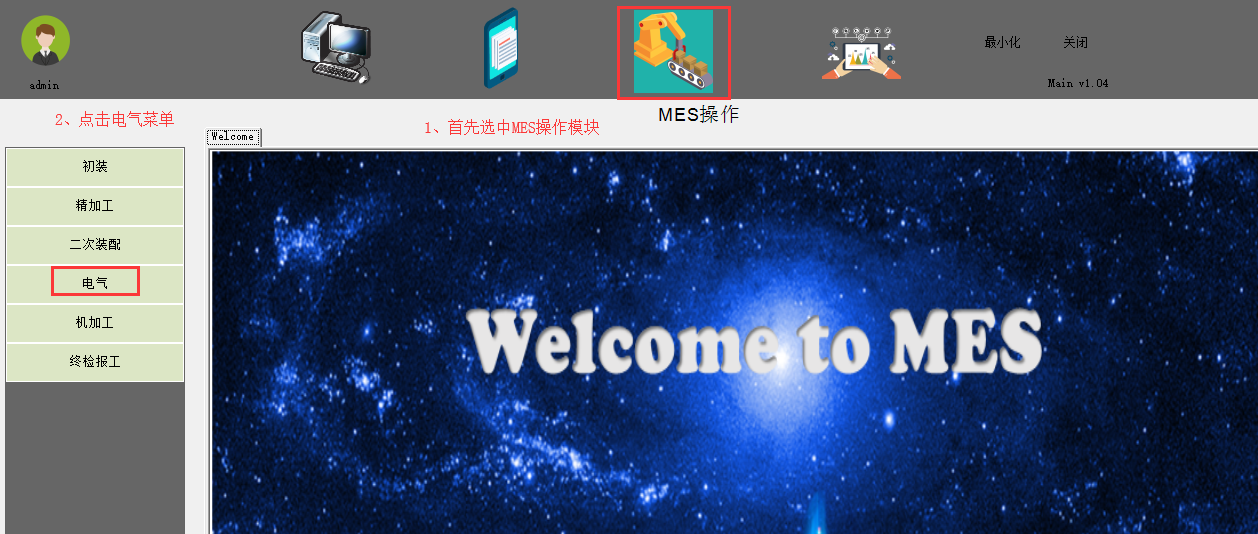 最小化
关闭
admin
Main v1.04
MES操作
2、点击电气菜单
1、首先选中MES操作模块
Welcome
初装
精加工
二次装配
电气
机加工
终检报工
Welcome to MES